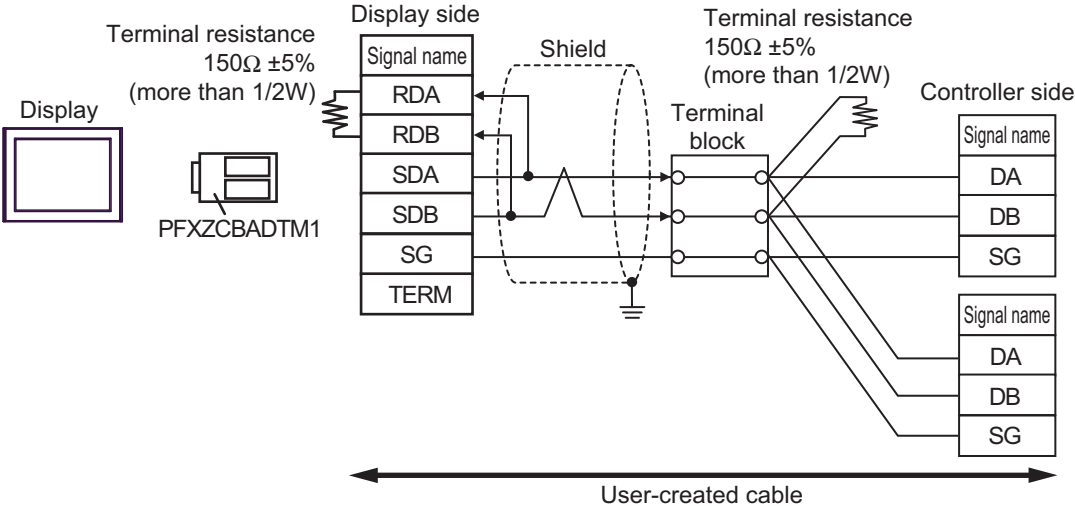 Display side
Terminal resistance
150Ω ±5%
(more than 1/2W)
Display
PFXZCBADTM1
Signal name
RDA
RDB
SDA
SDB
SG
TERM
Shield
Terminal resistance
150Ω ±5%
(more than 1/2W)
Terminal
block
Controller side
Signal name
DA
DB
SG
Signal name
DA
DB
SG
User-created cable